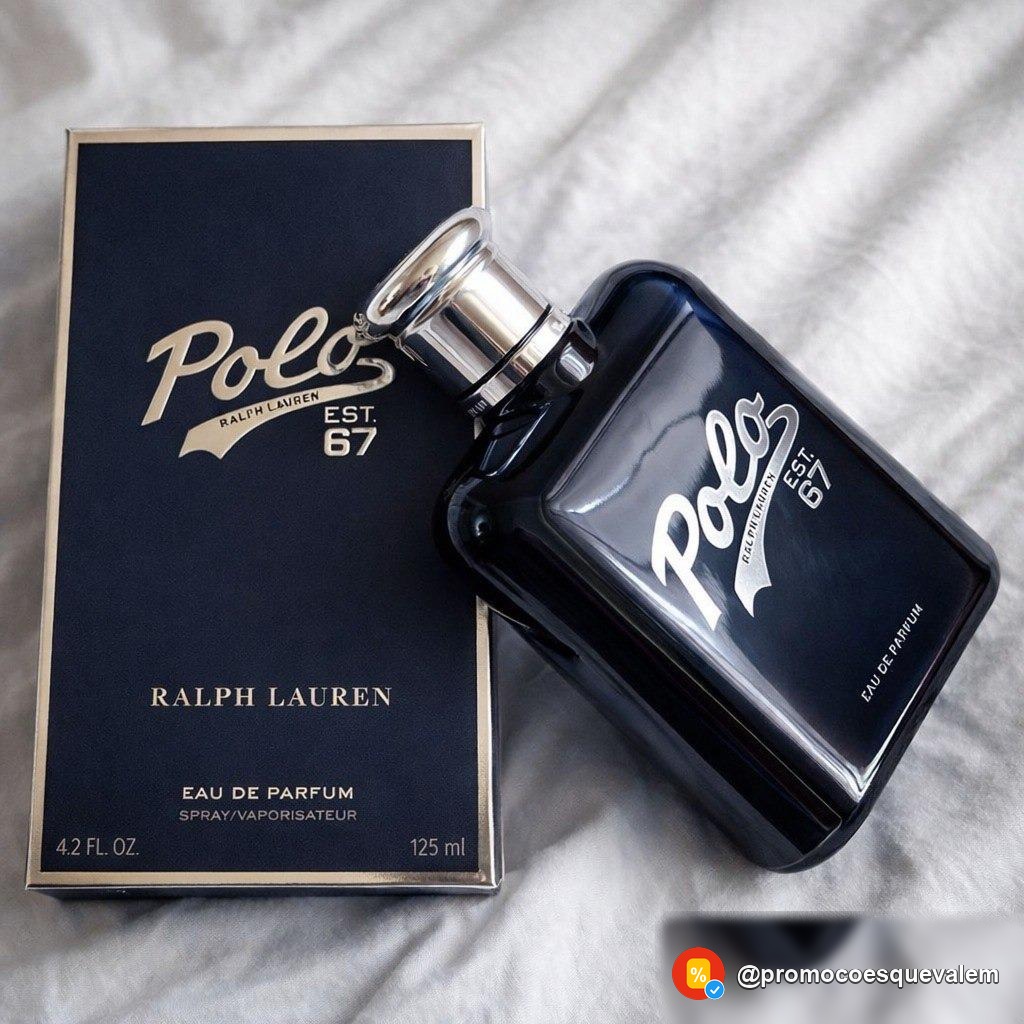 Polo
RALPH LAUREN
EST.
67
RALPH LAUREN
EAU DE PARFUM
SPRAY/VAPORISATEUR
4.2 FL. OZ.
125 ml
Polo
RALPH LAUREN
EST.
67
EAU DE PARFUM
%
@promocoesquevalem